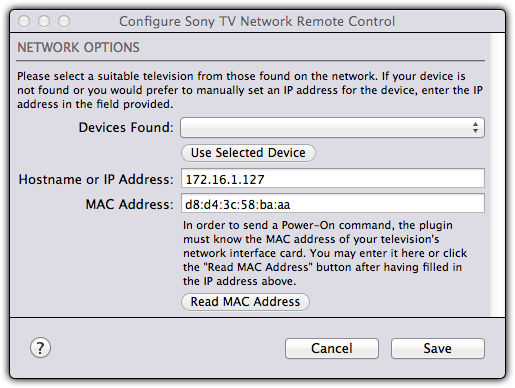 Configure Sony TV Network Remote Control
NETWORK OPTIONS
Please select a suitable television from those found on the network. If your device is
not found or you would prefer to manually set an IP address for the device, enter the IP
address in the field provided.
Devices Found:
Use Selected Device
Hostname or IP Address: 172.16.1.127
MAC Address: d8:d4:3c:58:ba:aa
In order to send a Power-On command, the plugin
must know the MAC address of your television's
network interface card. You may enter it here or click
the "Read MAC Address" button after having filled in
the IP address above.
Read MAC Address
? Cancel Save